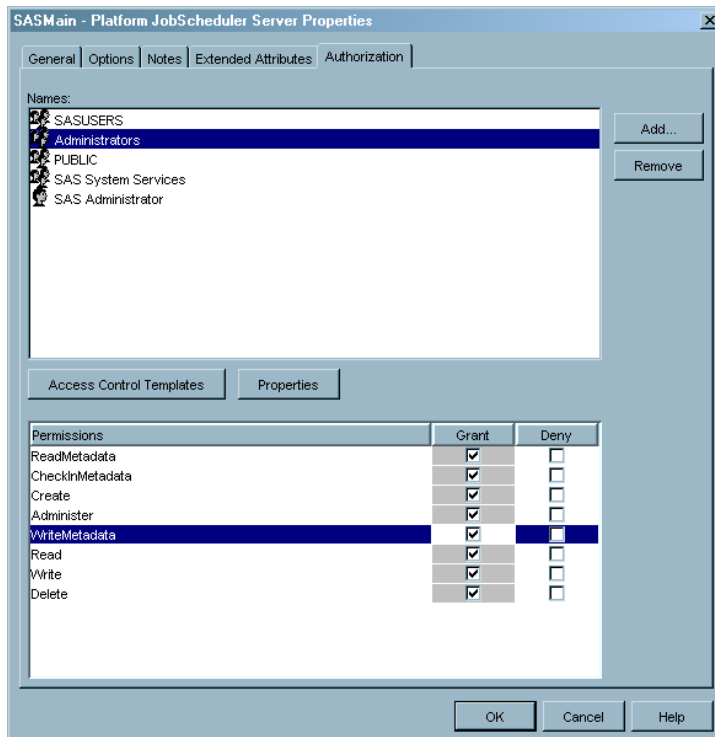 SASMain - Platform JobScheduler Server Properties
General Options Notes Extended Attributes Authorization
Names:
SASUSERS
Add...
Administrators
PUBLIC
Remove
SAS System Services
SAS Administrator
Access Control Templates Properties
Permissions Grant Deny
ReadMetadata
CheckInMetadata
Create
Administer
WriteMetadata
Read
Write
Delete
OK Cancel Help